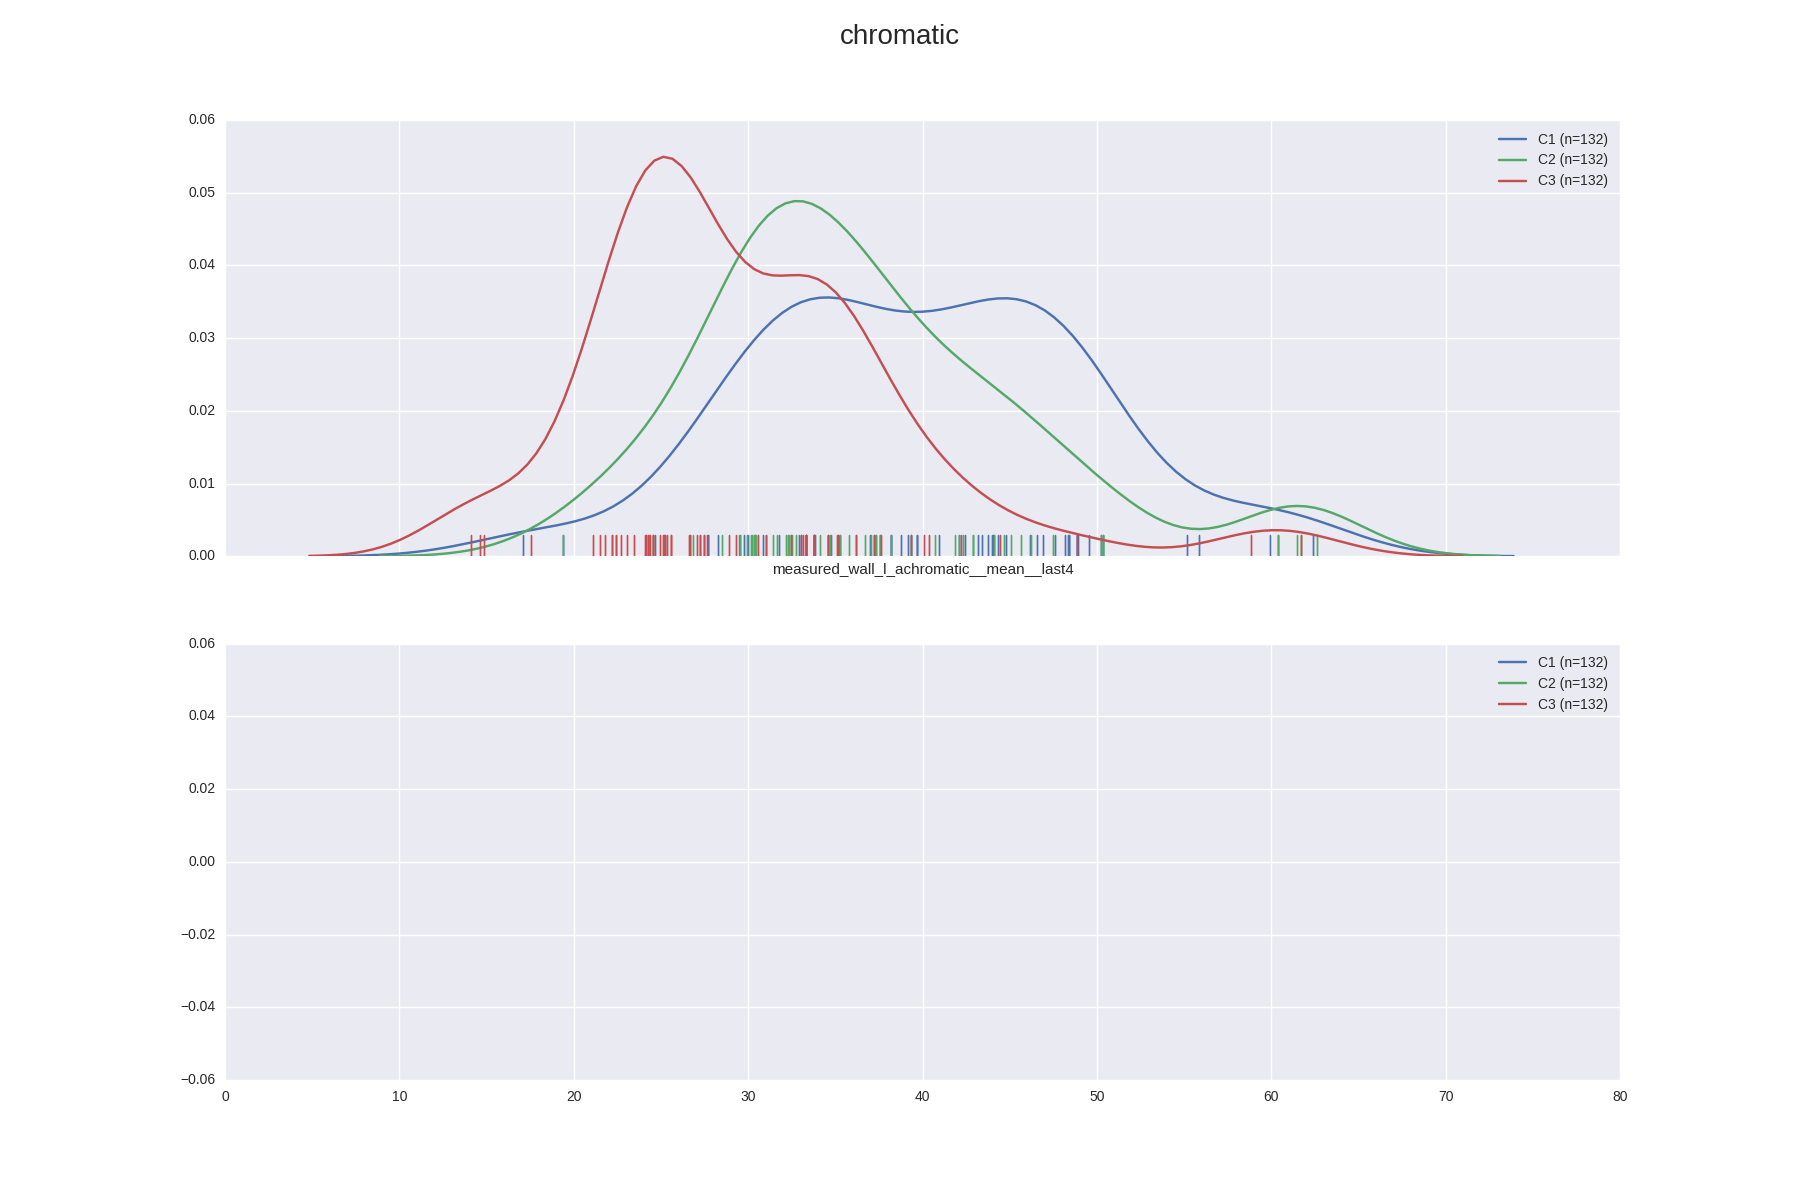 chromatic
0.06
0.05
0.04
0.03
0.02
0.01
0.00
C1 (n=132)
C2 (n=132)
C3 (n=132)
measured_wall_l_achromatic__mean__last4
0.06
0.04
0.02
0.00
−0.02
−0.04
−0.06
C1 (n=132)
C2 (n=132)
C3 (n=132)
0 10 20 30 40 50 60 70 80